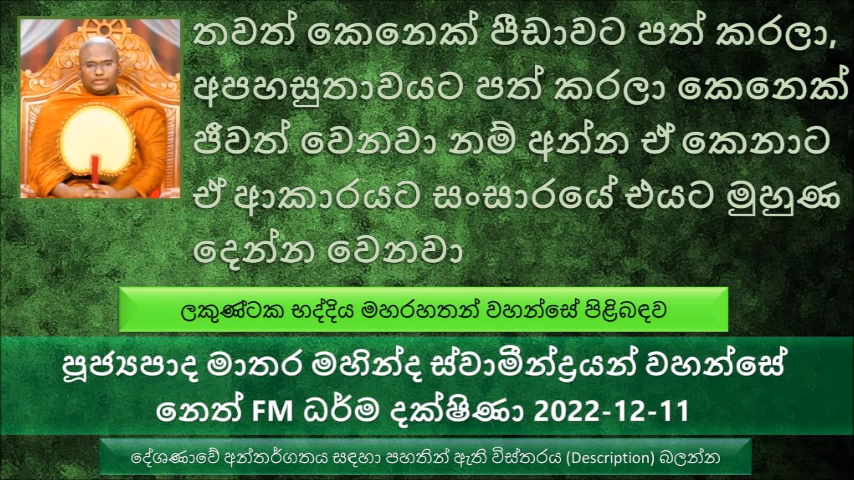 තවත් කෙනෙක් පීඩාවට පත් කරලා,
අපහසුතාවයට පත් කරලා කෙනෙක්
ජීවත් වෙනවා නම් අන්න ඒ කෙනාට
ඒ ආකාරයට සංසාරයේ එයට මුහුණ
දෙන්න වෙනවා
ලකුණ්ටක භද්දිය මහරහතන් වහන්සේ පිළිබඳව
පූජ්‍යපාද මාතර මහින්ද ස්වාමීන්ද්‍රයන් වහන්සේ
නෙත් FM ධර්ම දක්ෂිණා 2022-12-11
දේශණාවේ අන්තර්ගතය සඳහා පහතින් ඇති විස්තරය (Description) බලන්න